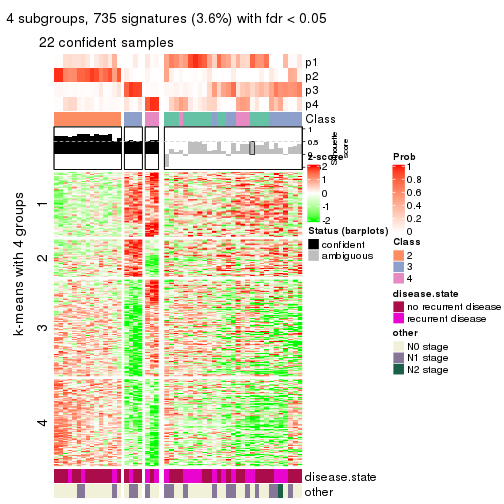 4 subgroups, 735 signatures (3.6%) with fdr < 0.05
22 confident samples
p1
p2
p3
p4
Class
1
0.5
0
Silhouette
score
k-means with 4 groups
1
2
3
4
z-score
2
1
0
-1
-2
Status (barplots)
confident
ambiguous
Prob
1
0.8
0.6
0.4
0.2
0
Class
2
3
4
disease.state
no recurrent disease
recurrent disease
other
N0 stage
N1 stage
N2 stage
disease.state
other